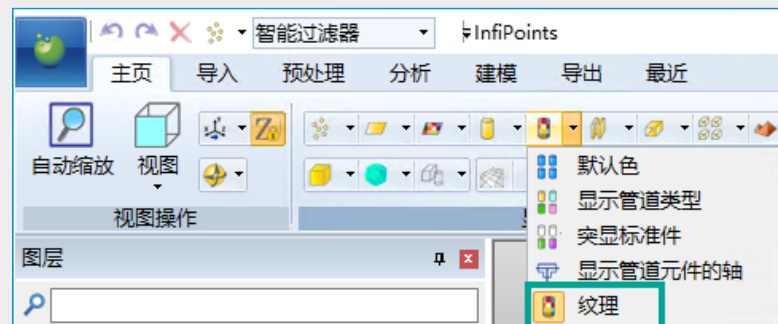 智能过滤器
InfiPoints
主页 导入 预处理 分析 建模 导出 最近
自动缩放 视图
默认色
显示管道类型
视图操作
突显标准件
图层
显示管道元件的轴
纹理